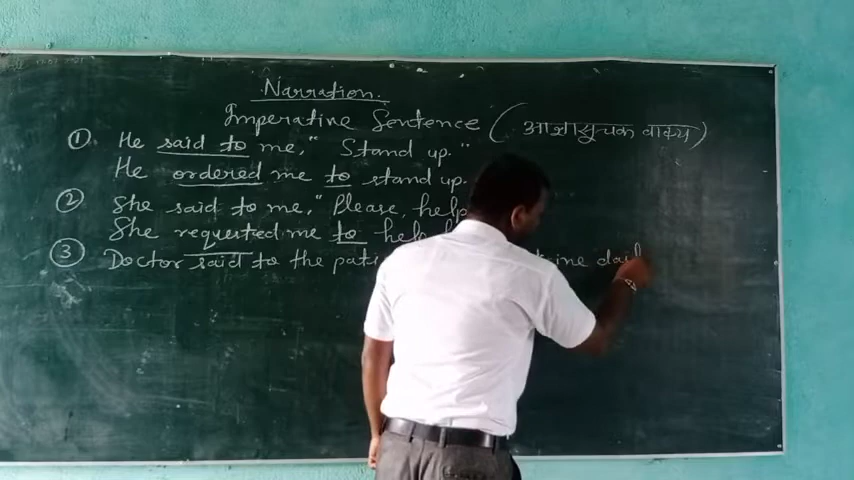 Narration.
Imperative Sentence (आज्ञासूचक वाक्य)
① He said to me, " Stand up."
He ordered me to stand up.
② She said to me, " Please, help
She requested me to help
③ Doctor said to the dail